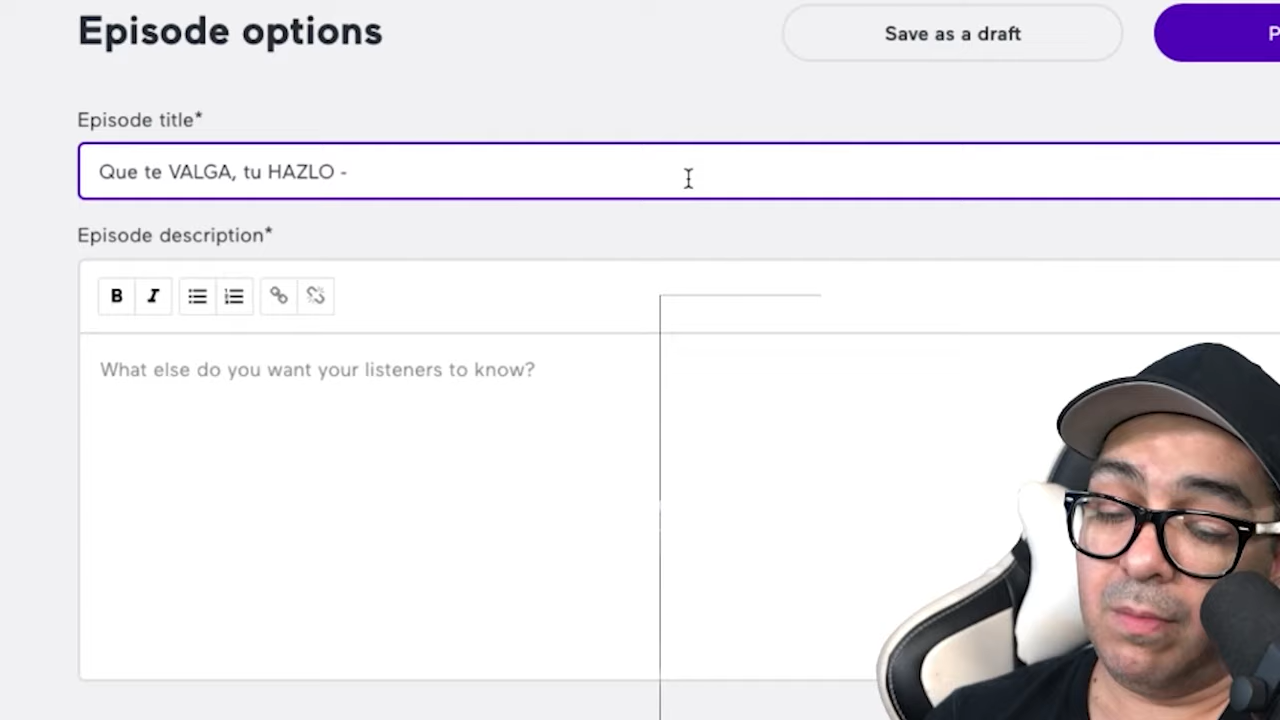 Episode options
Save as a draft
P
Episode title*
Que te VALGA, tu HAZLO -
Episode description*
B I
What else do you want your listeners to know?